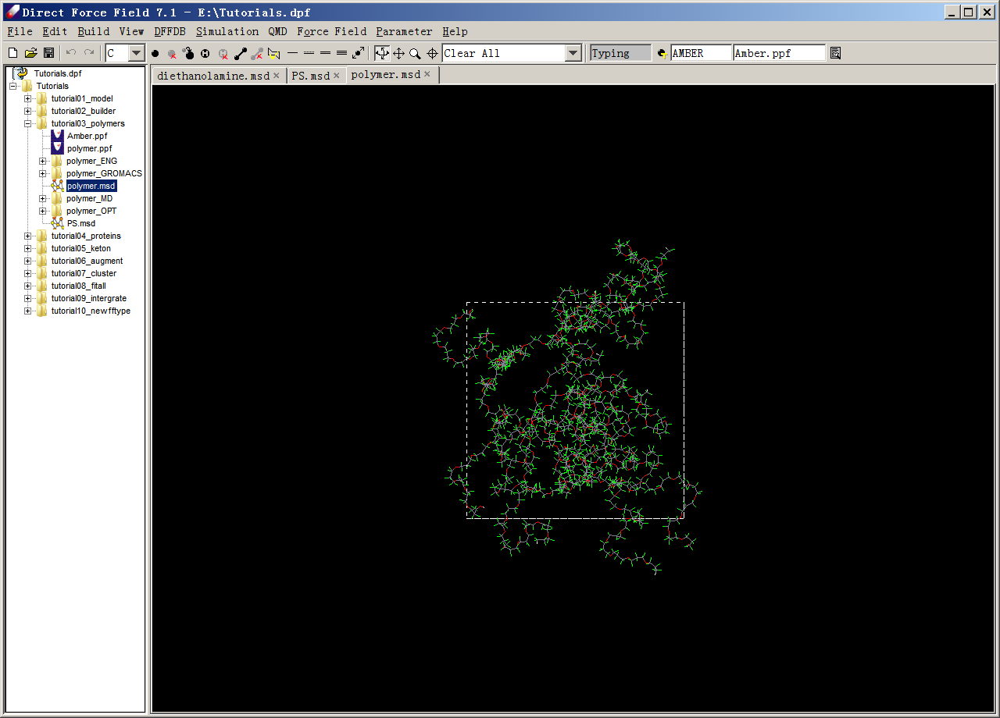 Direct Force Field 7.1 - E:\Tutorials.dpf
File Edit Build View DFFDB Simulation QMD Force Field Parameter Help
C Clear All Typing AMBER Amber.ppf
Tutorials.dpf
Tutorials
tutorial01_model
tutorial02_builder
tutorial03_polymers
Amber.ppf
polymer.ppf
polymer_ENG
polymer_GROMACS
polymer.msd
polymer_MD
polymer_OPT
PS.msd
tutorial04_proteins
tutorial05_keton
tutorial06_augment
tutorial07_cluster
tutorial08_fitall
tutorial09_intergrate
tutorial10_newfftype
diethanolamine.msd PS.msd polymer.msd